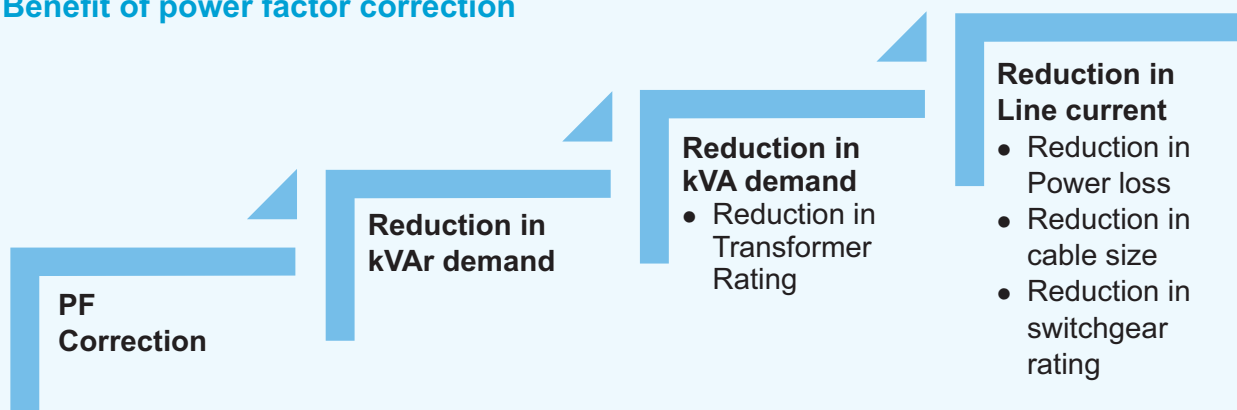 Benefit of power factor correction
PF
Correction
Reduction in
kVAr demand
Reduction in
kVA demand
● Reduction in
Transformer
Rating
Reduction in
Line current
● Reduction in
Power loss
● Reduction in
cable size
● Reduction in
switchgear
rating